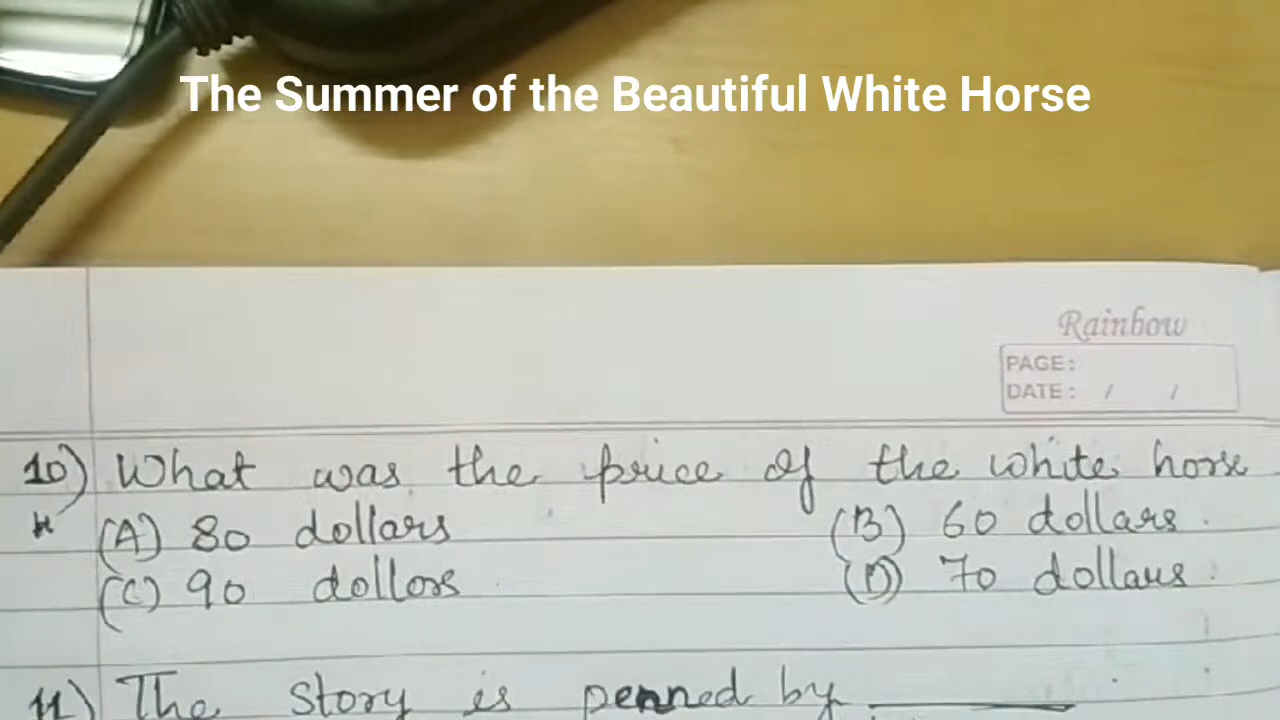 The Summer of the Beautiful White Horse
Rainbow
PAGE:
DATE: / /
10) What was the price of the white horse
(A) 80 dollars (B) 60 dollars.
(C) 90 dollors (D) 70 dollars.
11) The story is penned by ______